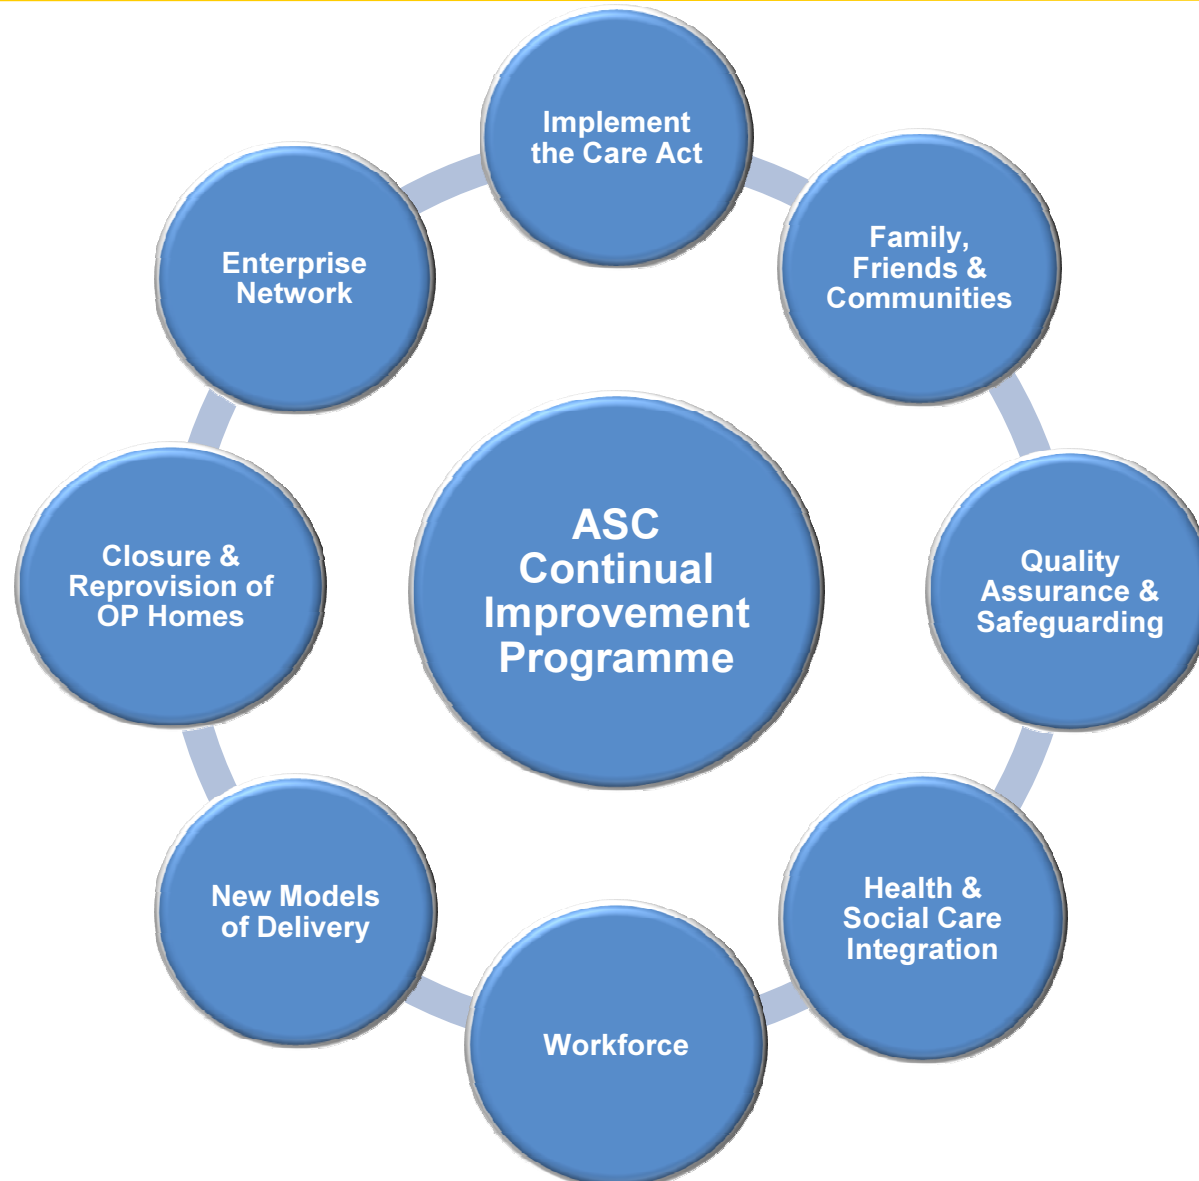 Implement
the Care Act
Family,
Friends &
Communities
Quality
Assurance &
Safeguarding
Health &
Social Care
Integration
Workforce
New Models
of Delivery
Closure &
Reprovision of
OP Homes
Enterprise
Network
ASC
Continual
Improvement
Programme